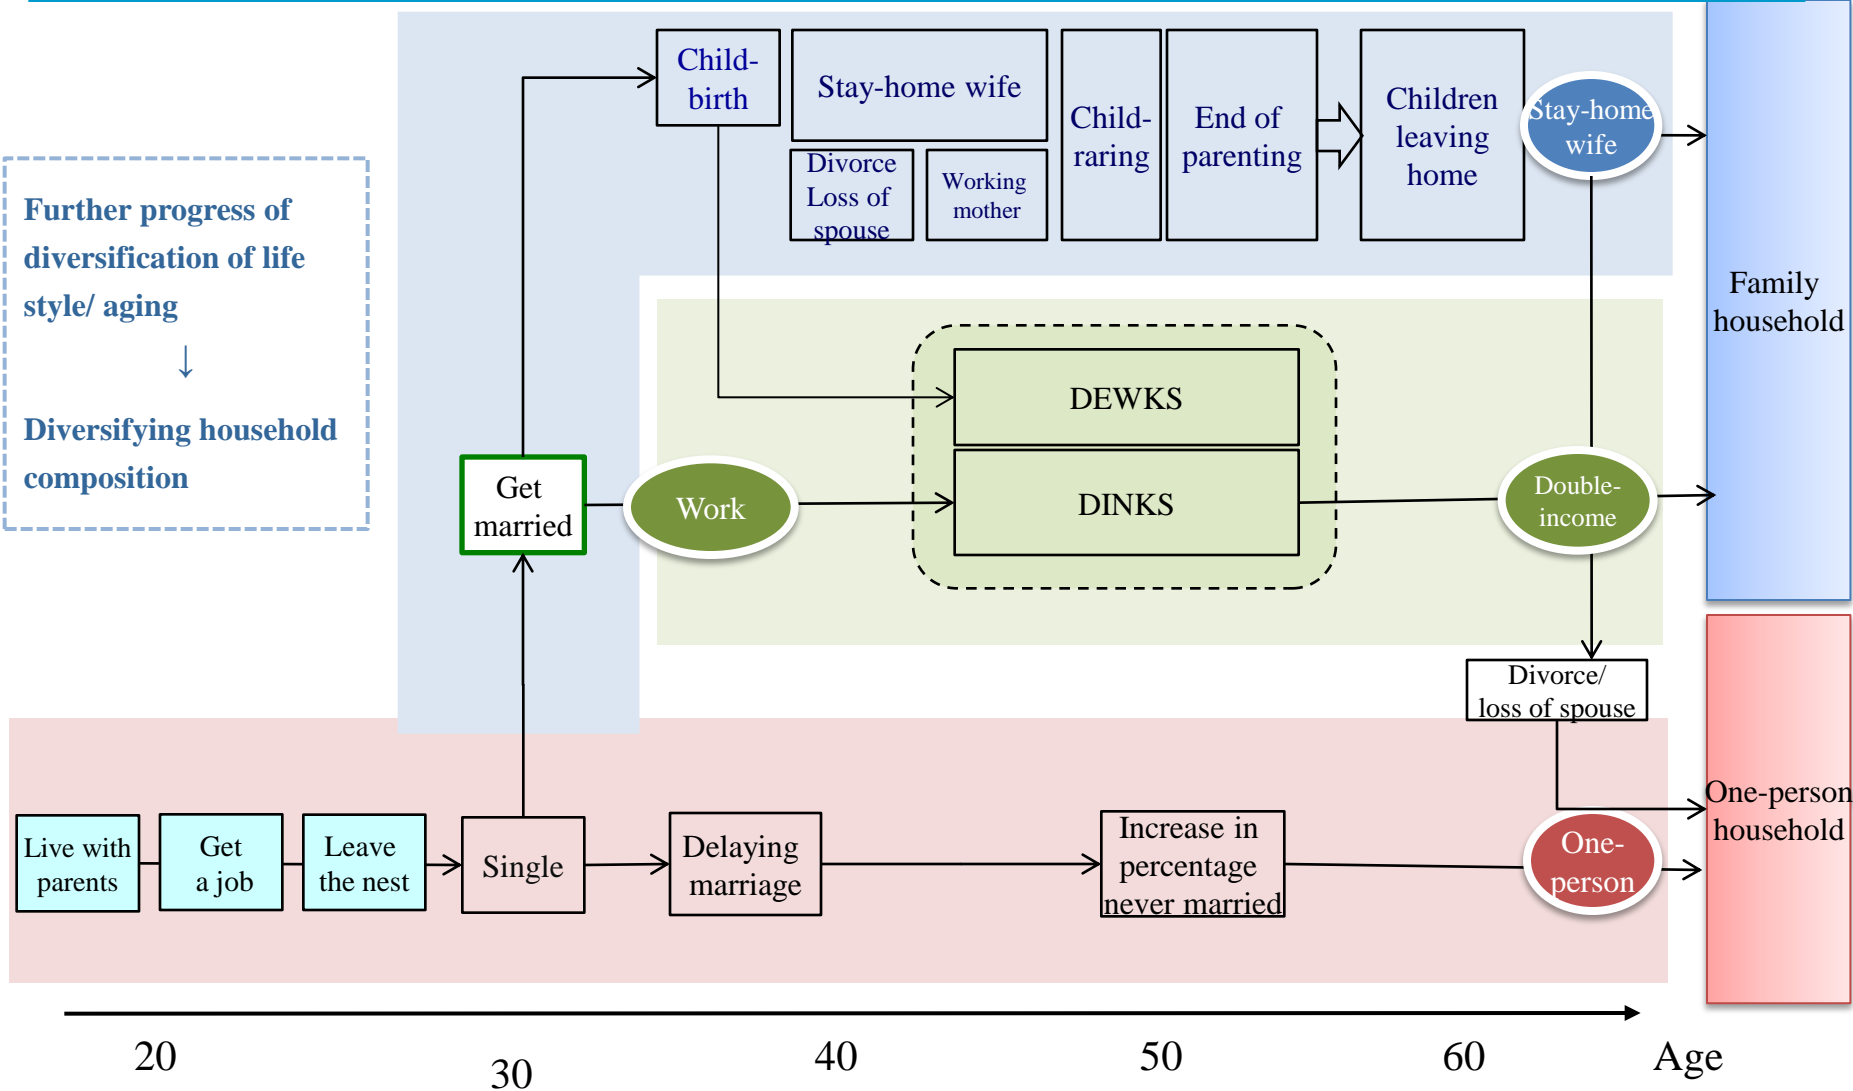 Further progress of
diversification of life
style/ aging
↓
Diversifying household
composition
Child-
birth
Stay-home wife
Divorce
Loss of
spouse
Working
mother
Child-
raring
End of
parenting
Children
leaving
home
Stay-home
wife
Family
household
DEWKS
DINKS
Get
married
Work
Double-
income
Divorce/
loss of spouse
Live with
parents
Get
a job
Leave
the nest
Single
Delaying
marriage
Increase in
percentage
never married
One-
person
One-person
household
20
30
40
50
60
Age